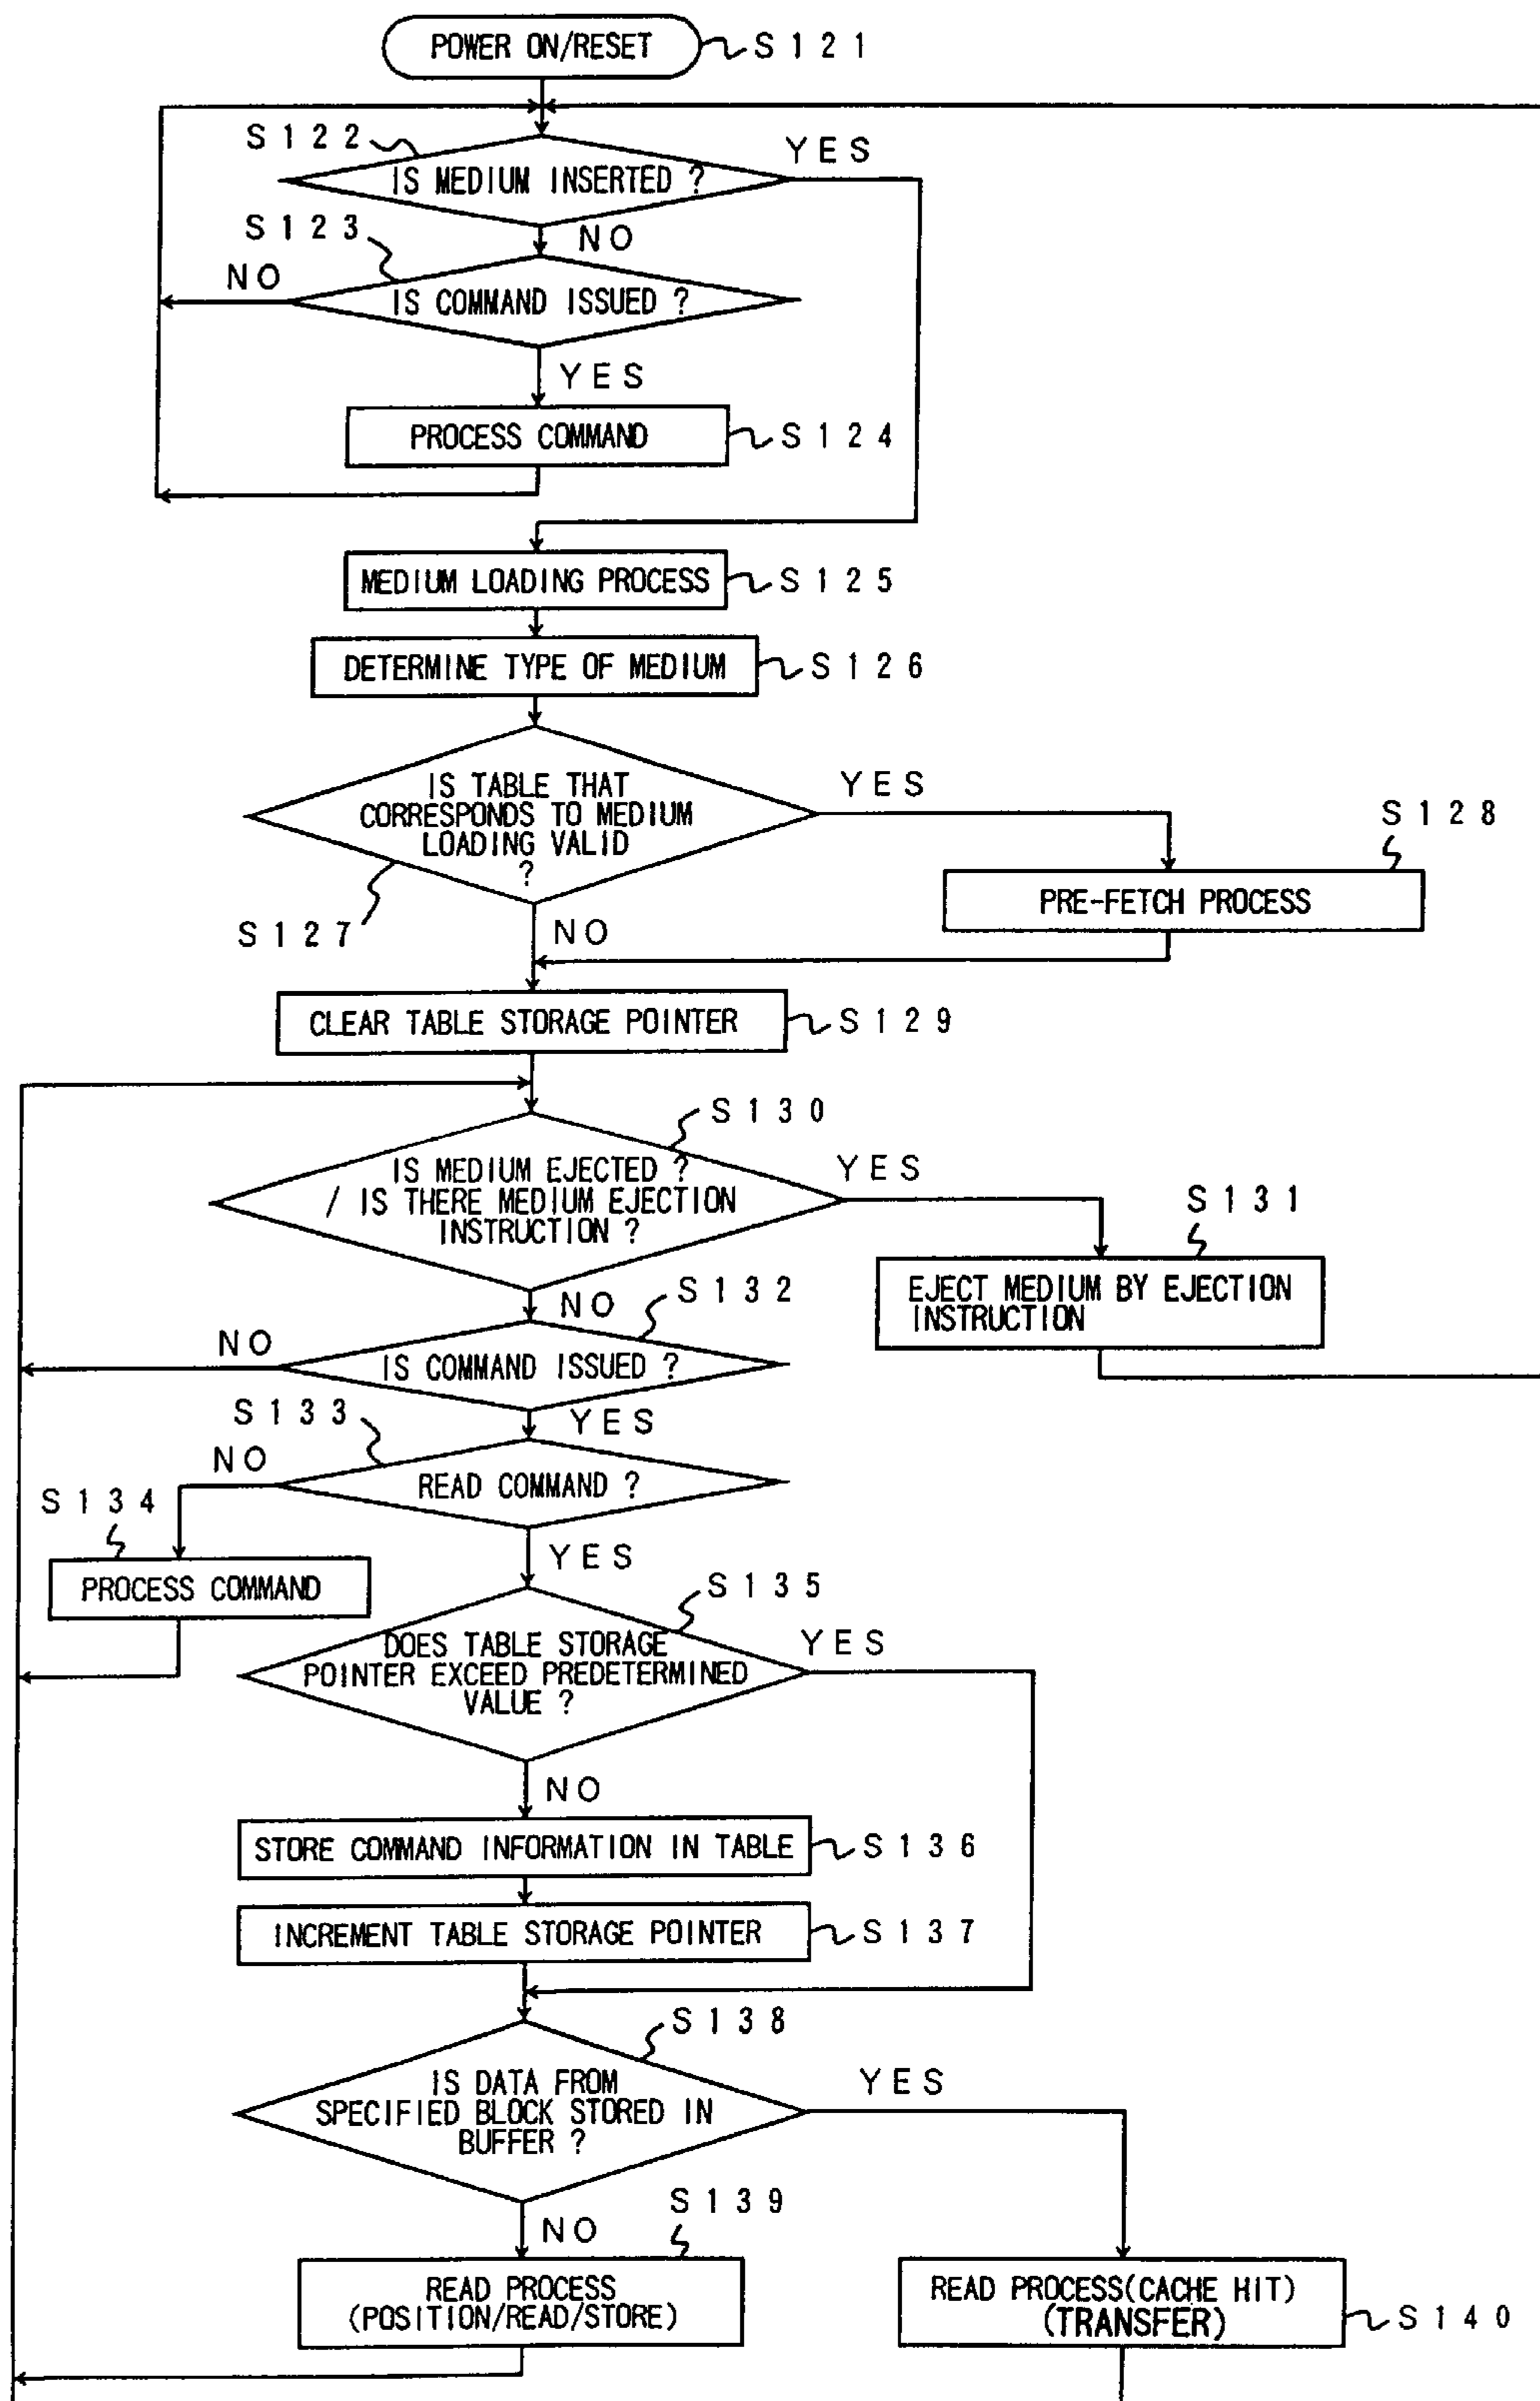 POWER ON/RESET
S121
S122
YES
IS MEDIUM INSERTED ?
S123
NO
NO
IS COMMAND ISSUED ?
YES
PROCESS COMMAND
S124
MEDIUM LOADING PROCESS
S125
DETERMINE TYPE OF MEDIUM
S126
IS TABLE THAT
CORRESPONDS TO MEDIUM
LOADING VALID
?
YES
S128
PRE-FETCH PROCESS
S127
NO
CLEAR TABLE STORAGE POINTER
S129
S130
IS MEDIUM EJECTED ?
/ IS THERE MEDIUM EJECTION
INSTRUCTION ?
YES
S131
EJECT MEDIUM BY EJECTION
INSTRUCTION
NO
S132
NO
IS COMMAND ISSUED ?
S133
YES
NO
READ COMMAND ?
S134
PROCESS COMMAND
YES
S135
DOES TABLE STORAGE
POINTER EXCEED PREDETERMINED
VALUE ?
YES
NO
STORE COMMAND INFORMATION IN TABLE
S136
INCREMENT TABLE STORAGE POINTER
S137
S138
IS DATA FROM
SPECIFIED BLOCK STORED IN
BUFFER ?
YES
S139
NO
READ PROCESS
(POSITION/READ/STORE)
READ PROCESS(CACHE HIT)
(TRANSFER)
S140